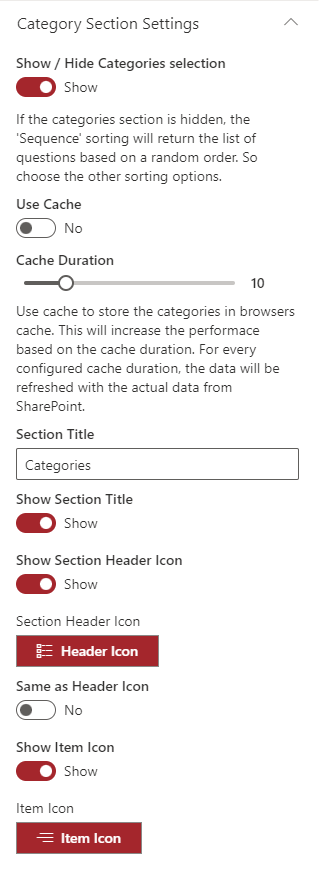 Category Section Settings
Show / Hide Categories selection
Show
If the categories section is hidden, the
'Sequence' sorting will return the list of
questions based on a random order. So
choose the other sorting options.
Use Cache
No
Cache Duration
10
Use cache to store the categories in browsers
cache. This will increase the performace
based on the cache duration. For every
configured cache duration, the data will be
refreshed with the actual data from
SharePoint.
Section Title
Categories
Show Section Title
Show
Show Section Header Icon
Show
Section Header Icon
Header Icon
Same as Header Icon
No
Show Item Icon
Show
Item Icon
Item Icon